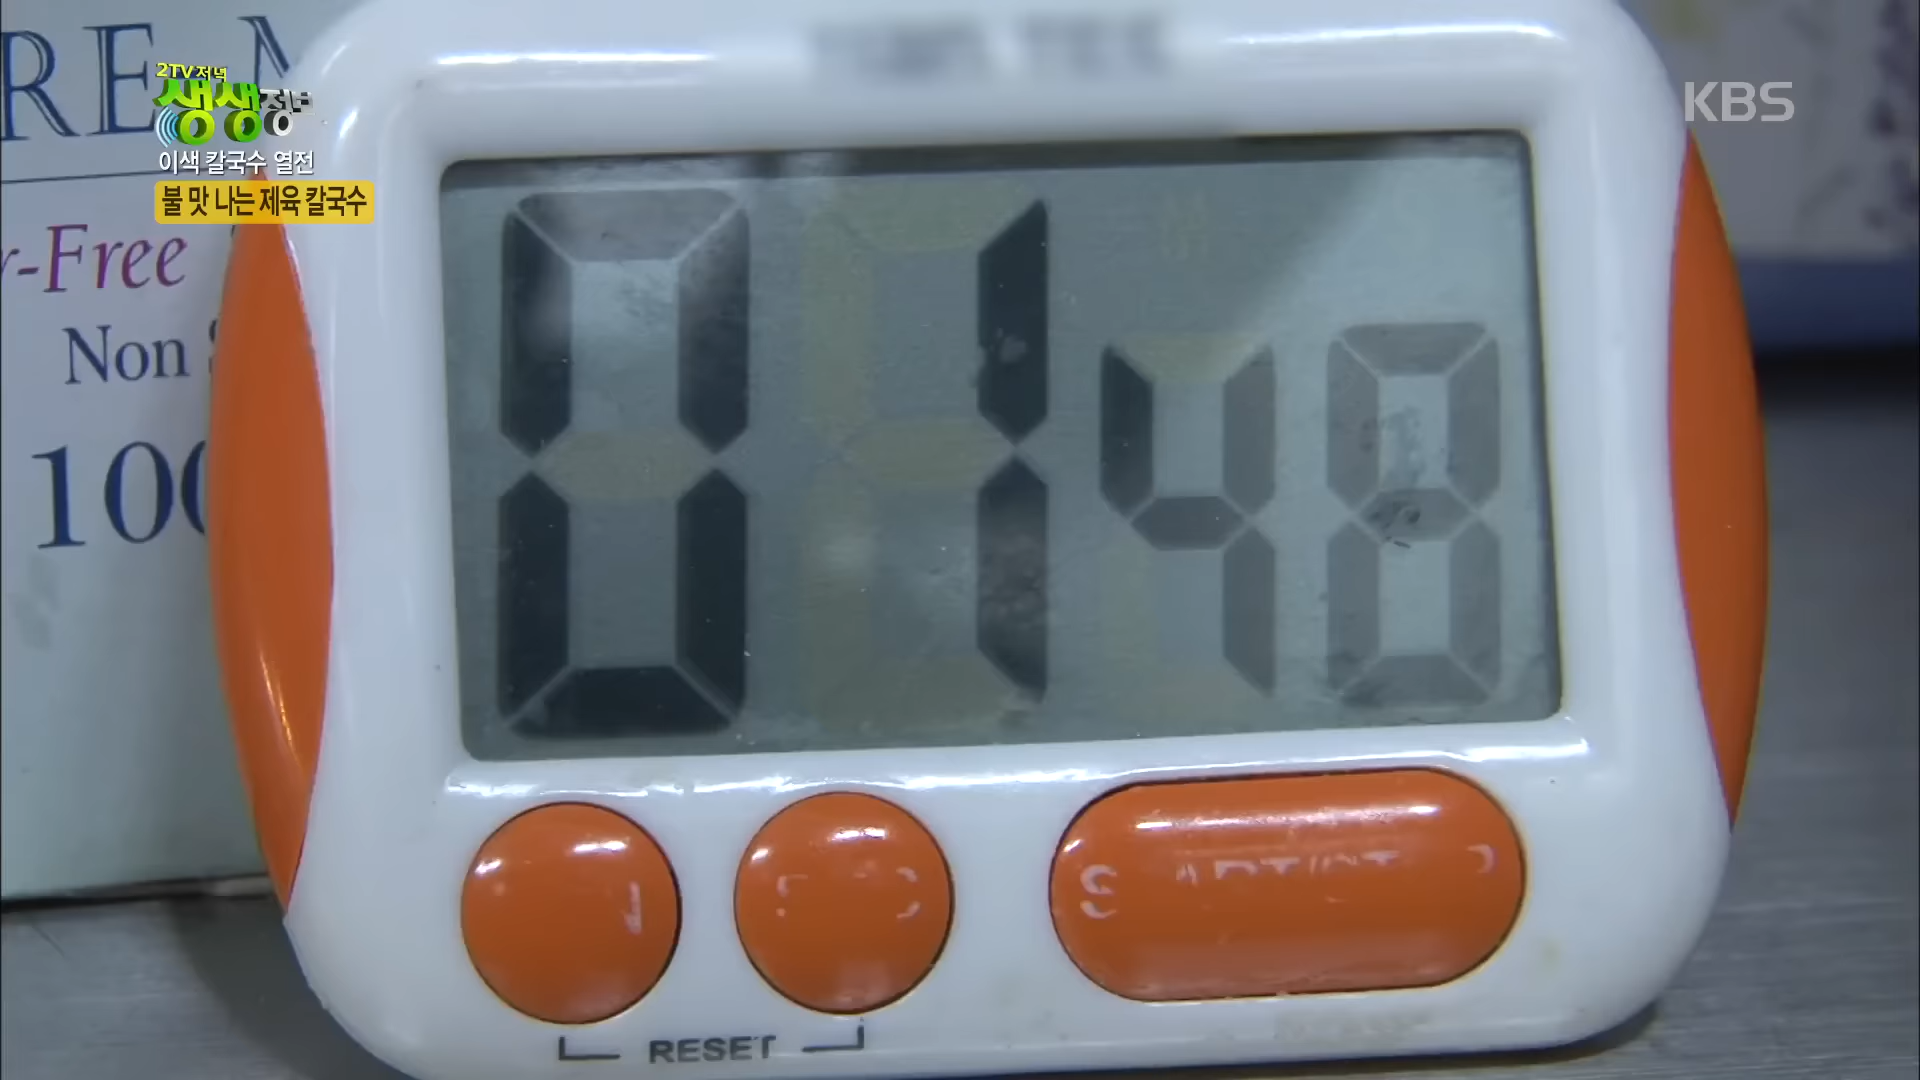 RE-M
2TV 저녁
생생정보
이색 칼국수 열전
불 맛 나는 제육 칼국수
KBS
r-Free
Non
100
01 48
RESET